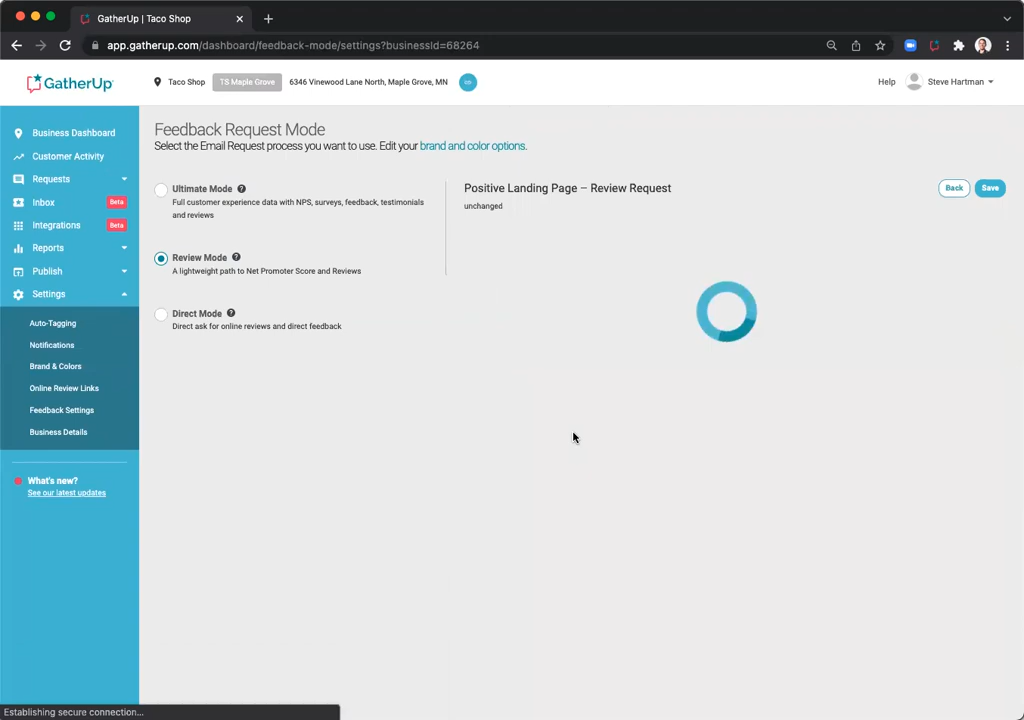 GatherUp | Taco Shop
app.gatherup.com/dashboard/feedback-mode/settings?businessId=68264
GatherUp
Taco Shop
TS Maple Grove
6346 Vinewood Lane North, Maple Grove, MN
Help
Steve Hartman
Business Dashboard
Customer Activity
Requests
Inbox
Beta
Integrations
Beta
Reports
Publish
Settings
Auto-Tagging
Notifications
Brand & Colors
Online Review Links
Feedback Settings
Business Details
What's new?
See our latest updates
Feedback Request Mode
Select the Email Request process you want to use. Edit your brand and color options.
Ultimate Mode ?
Full customer experience data with NPS, surveys, feedback, testimonials
and reviews
Review Mode ?
A lightweight path to Net Promoter Score and Reviews
Direct Mode ?
Direct ask for online reviews and direct feedback
Positive Landing Page – Review Request
unchanged
Back
Save
Establishing secure connection...